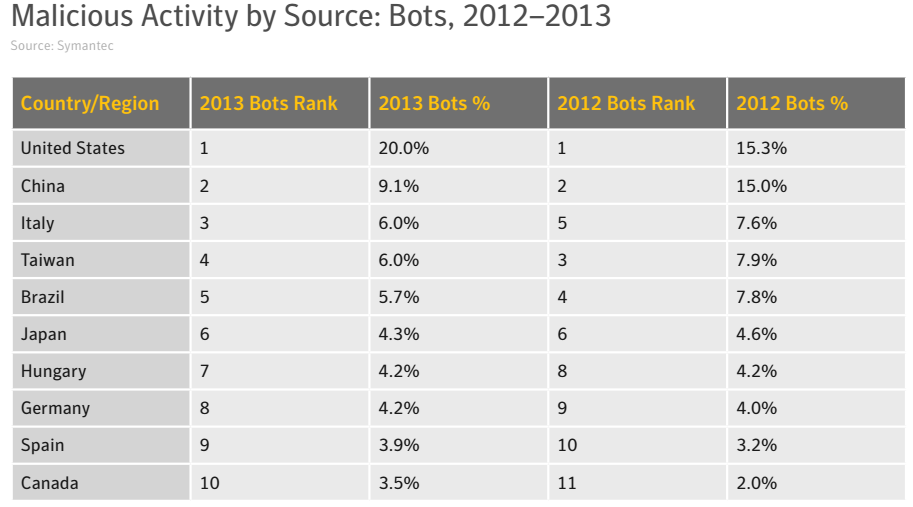 Malicious Activity by Source: Bots, 2012–2013
Source: Symantec
Country/Region 2013 Bots Rank 2013 Bots % 2012 Bots Rank 2012 Bots %
United States 1 20.0% 1 15.3%
China 2 9.1% 2 15.0%
Italy 3 6.0% 5 7.6%
Taiwan 4 6.0% 3 7.9%
Brazil 5 5.7% 4 7.8%
Japan 6 4.3% 6 4.6%
Hungary 7 4.2% 8 4.2%
Germany 8 4.2% 9 4.0%
Spain 9 3.9% 10 3.2%
Canada 10 3.5% 11 2.0%